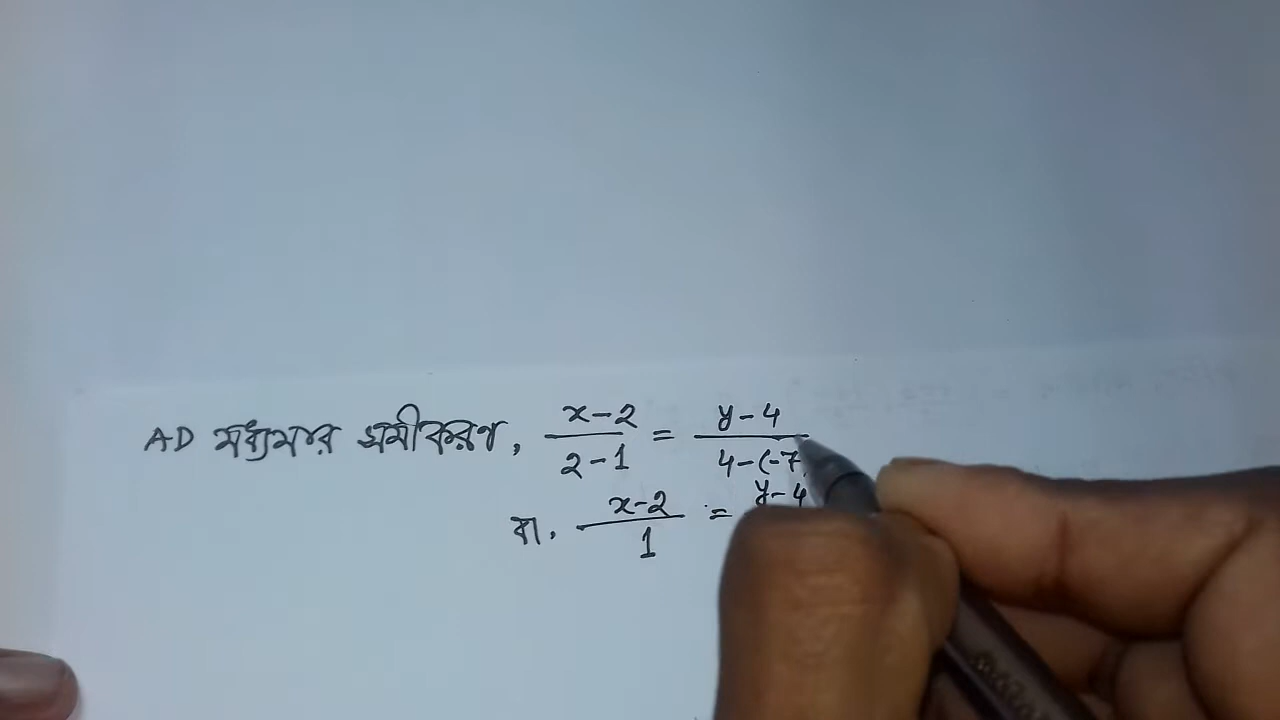 AD মধ্যমার সমীকরণ, x-2/2-1 = y-4/4-(-7
বা, x-2/1 = y-4